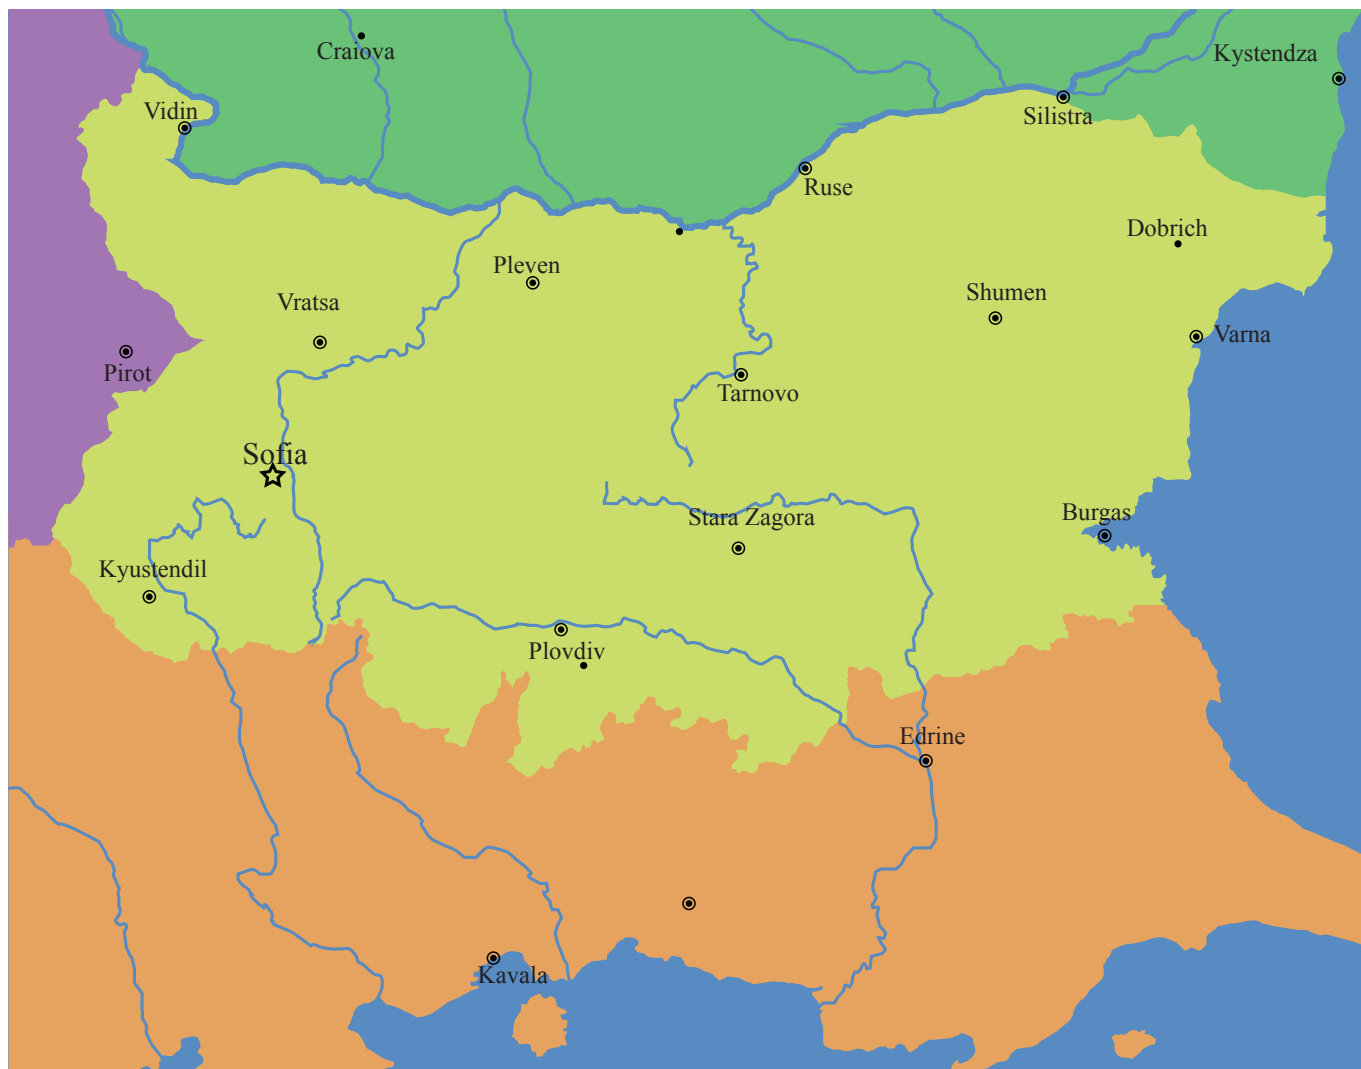 Craiova
Kystendza
Vidin
Silistra
Ruse
Dobrich
Pleven
Vratsa
Shumen
Varna
Pirot
Tarnovo
Sofia
Burgas
Stara Zagora
Kyustendil
Plovdiv
Edrine
Kavala